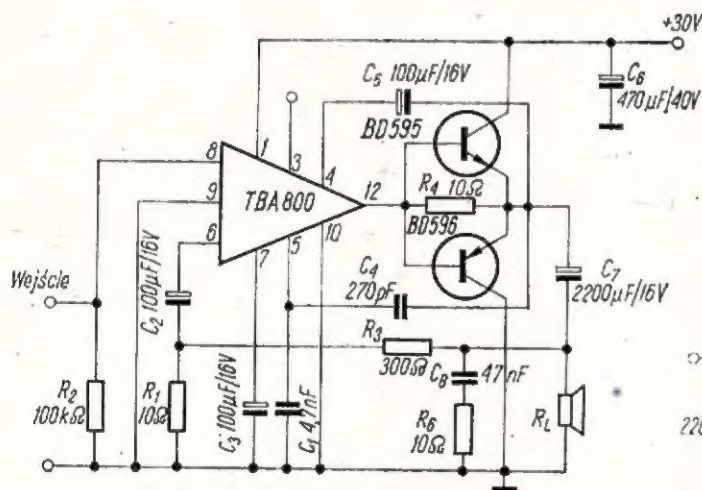 +30V
C₅ 100µF/16V
C₆
470µF/40V
BD595
8
1
3
4
9
TBA800
12
R₄ 10Ω
10
6
5
7
BD596
Wejście
C₂ 100µF/16V
C₄
270pF
C₇
2200µF/16V
R₃
300Ω
C₈
47nF
R₂
100kΩ
R₁
10Ω
C₃ 100µF/16V
C₁ 4,7nF
R₆
10Ω
R_L
220